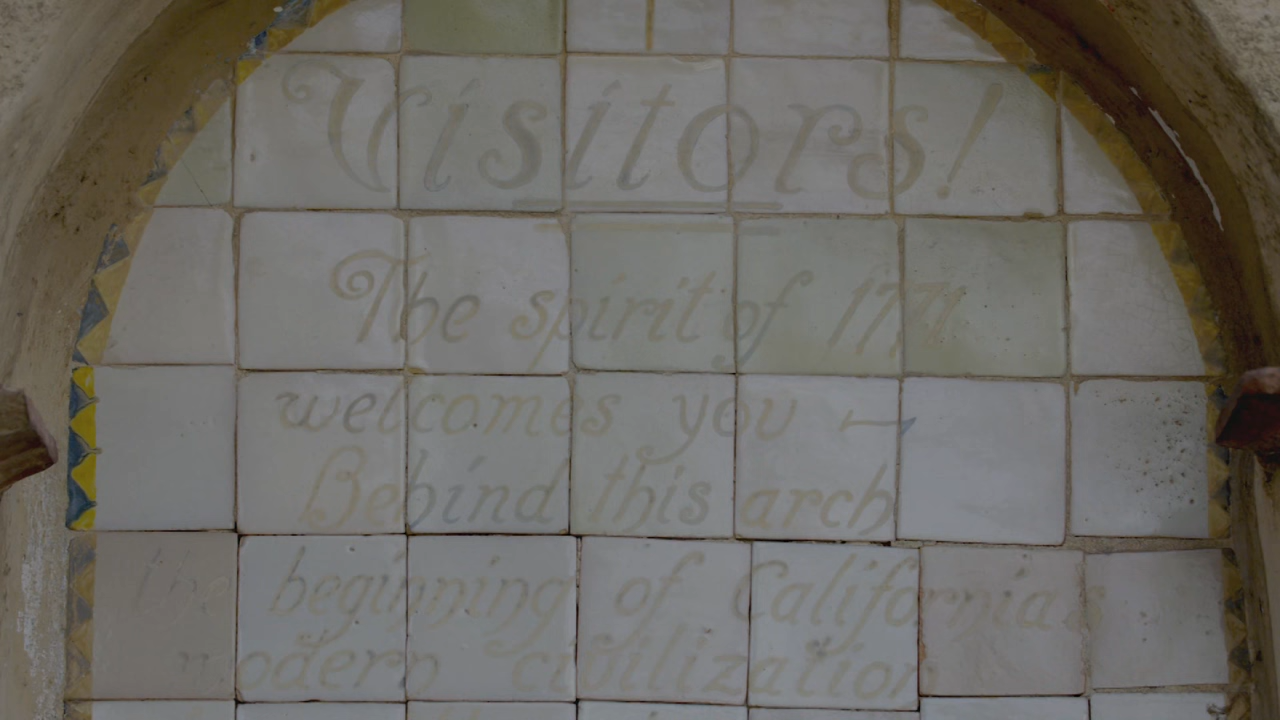 Visitors!
The spirit of 1771
welcomes you —
Behind this arch
the beginning of California's
modern civilization